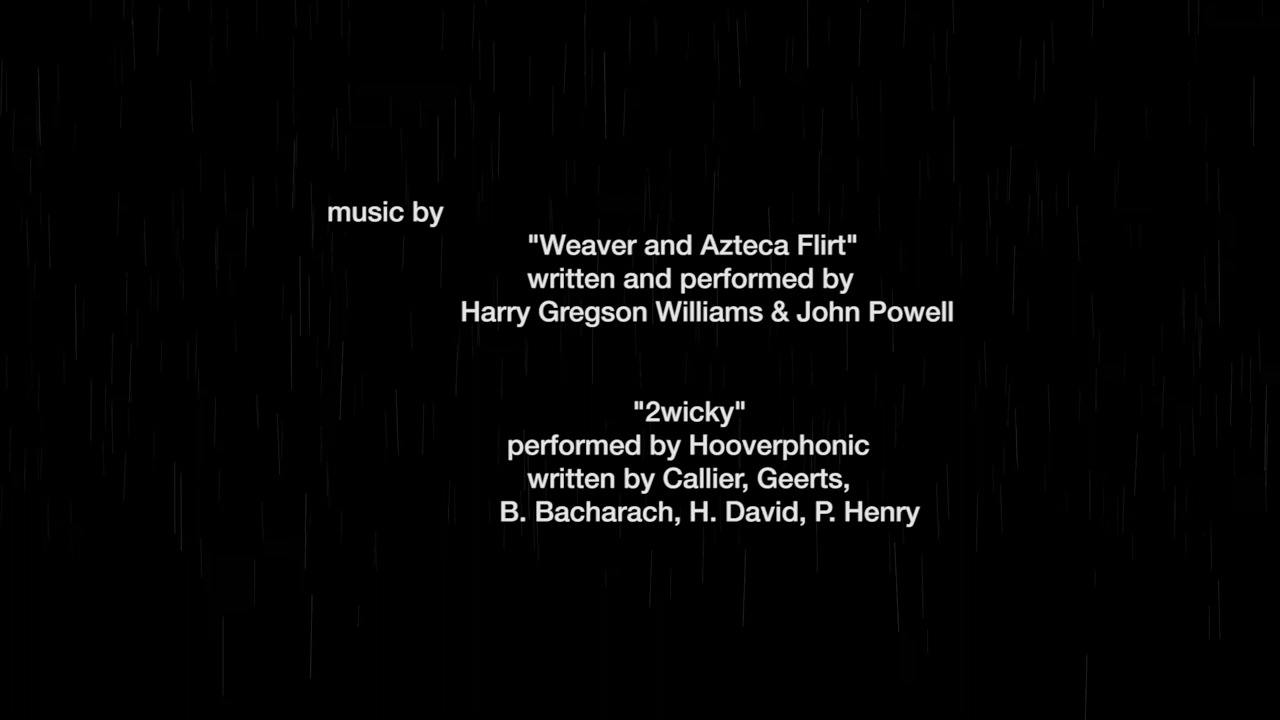 music by
"Weaver and Azteca Flirt"
written and performed by
Harry Gregson Williams & John Powell
"2wicky"
performed by Hooverphonic
written by Callier, Geerts,
B. Bacharach, H. David, P. Henry